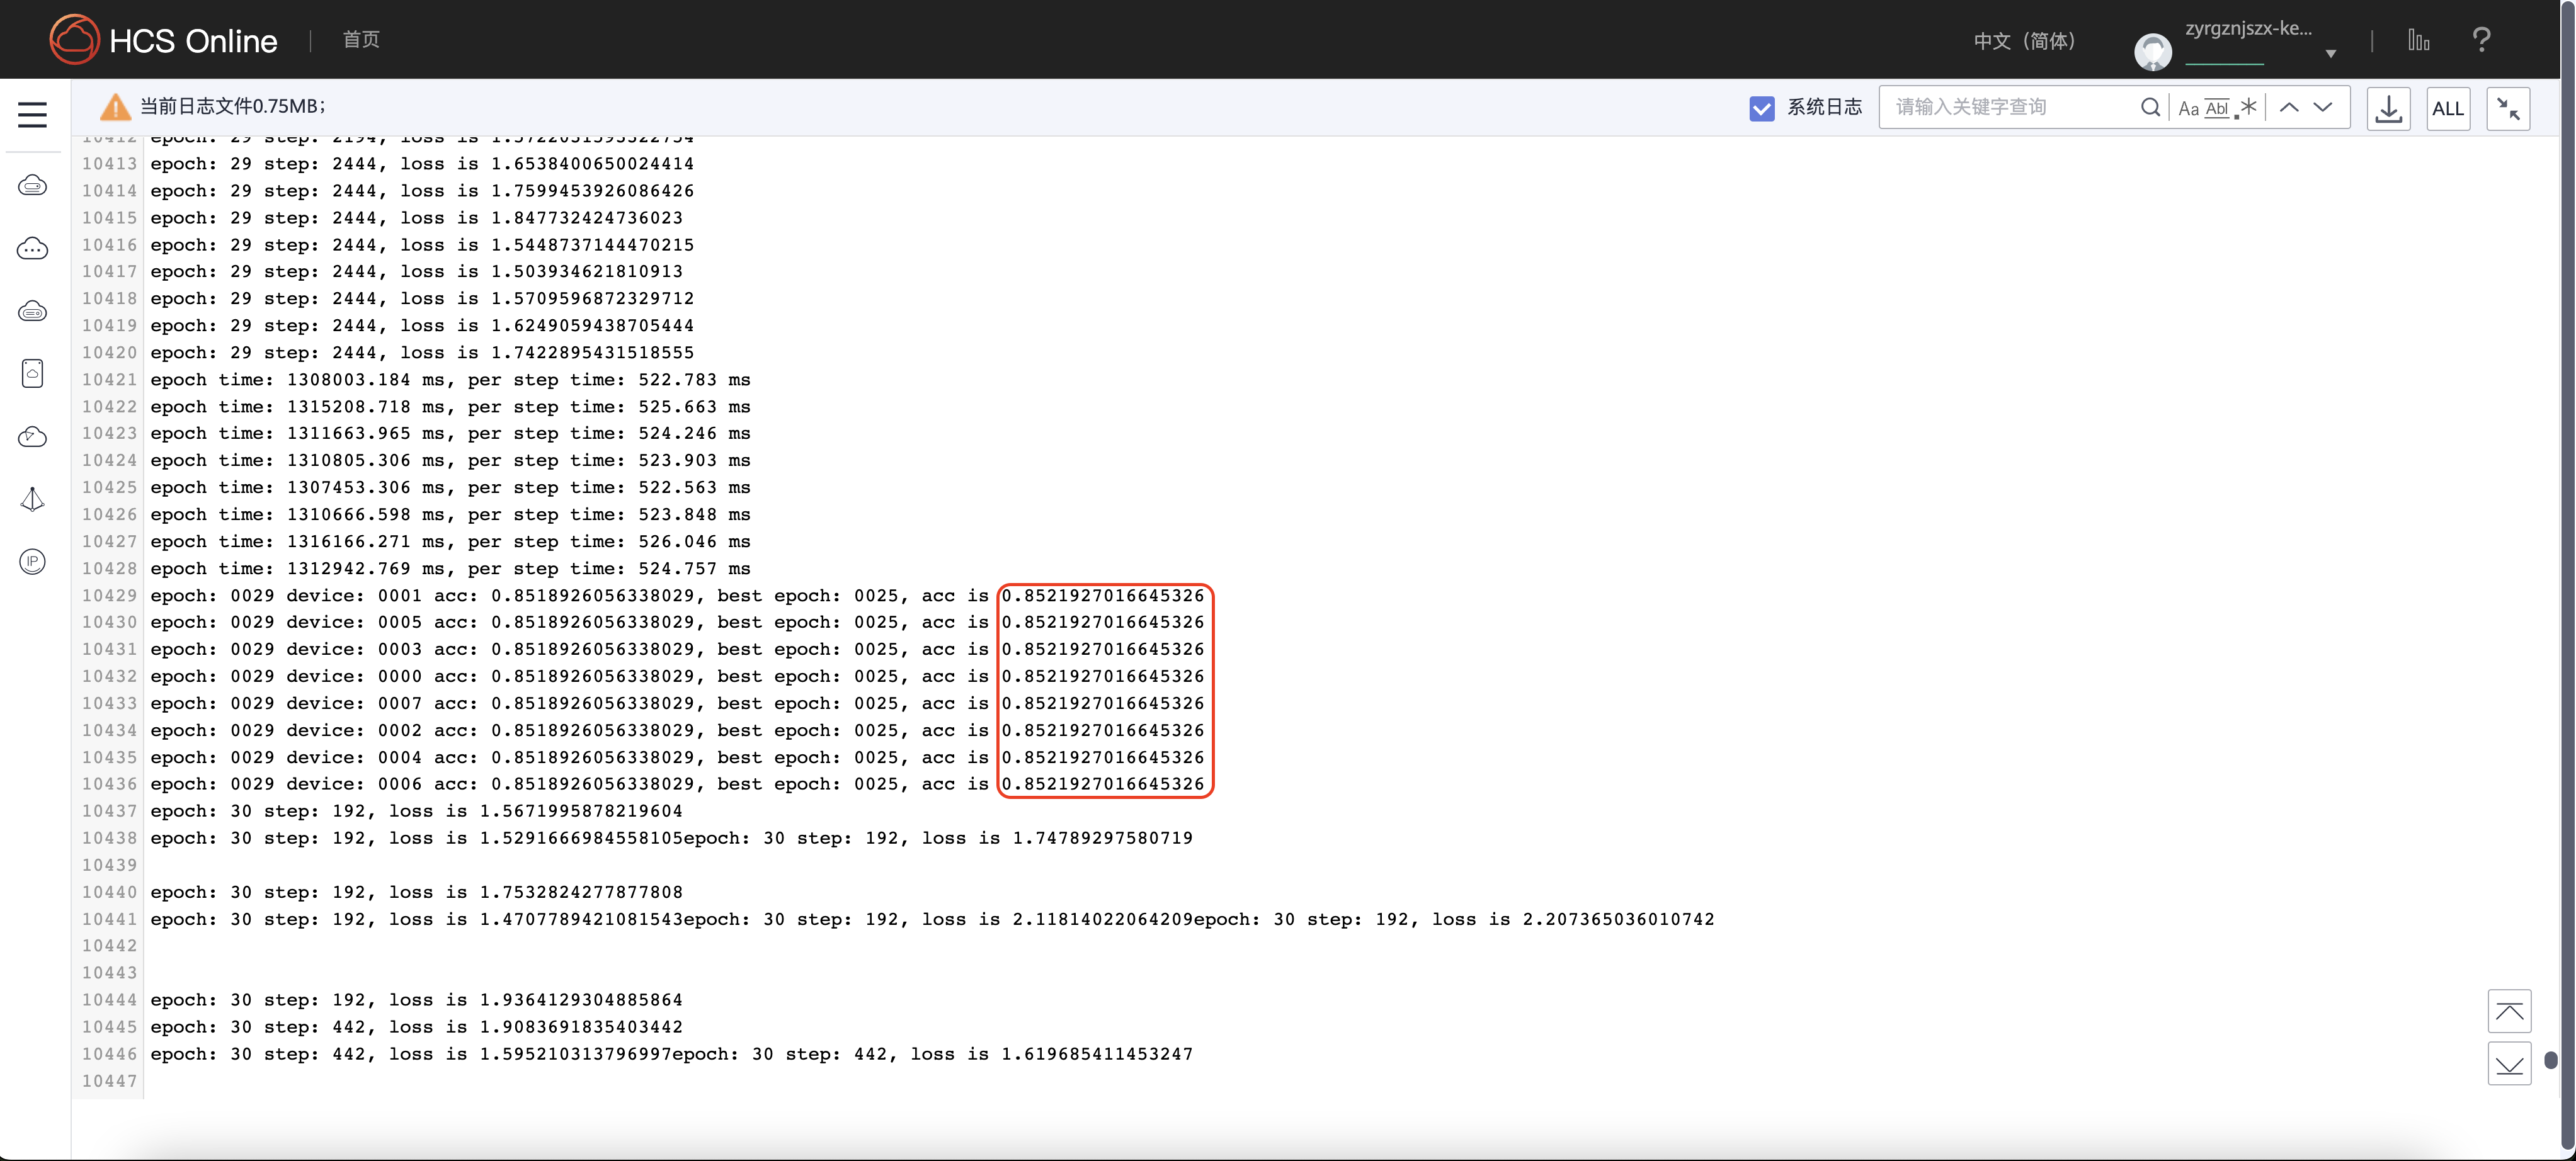 HCS Online | 首页
中文（简体）
zyrgznjszx-ke...
当前日志文件0.75MB；
系统日志
请输入关键字查询
Aa Abl .*
ALL
10412 epoch: 29 step: 2194, loss is 1.5722031593322754
10413 epoch: 29 step: 2444, loss is 1.6538400650024414
10414 epoch: 29 step: 2444, loss is 1.7599453926086426
10415 epoch: 29 step: 2444, loss is 1.847732424736023
10416 epoch: 29 step: 2444, loss is 1.5448737144470215
10417 epoch: 29 step: 2444, loss is 1.503934621810913
10418 epoch: 29 step: 2444, loss is 1.5709596872329712
10419 epoch: 29 step: 2444, loss is 1.6249059438705444
10420 epoch: 29 step: 2444, loss is 1.7422895431518555
10421 epoch time: 1308003.184 ms, per step time: 522.783 ms
10422 epoch time: 1315208.718 ms, per step time: 525.663 ms
10423 epoch time: 1311663.965 ms, per step time: 524.246 ms
10424 epoch time: 1310805.306 ms, per step time: 523.903 ms
10425 epoch time: 1307453.306 ms, per step time: 522.563 ms
10426 epoch time: 1310666.598 ms, per step time: 523.848 ms
10427 epoch time: 1316166.271 ms, per step time: 526.046 ms
10428 epoch time: 1312942.769 ms, per step time: 524.757 ms
10429 epoch: 0029 device: 0001 acc: 0.8518926056338029, best epoch: 0025, acc is 0.8521927016645326
10430 epoch: 0029 device: 0005 acc: 0.8518926056338029, best epoch: 0025, acc is 0.8521927016645326
10431 epoch: 0029 device: 0003 acc: 0.8518926056338029, best epoch: 0025, acc is 0.8521927016645326
10432 epoch: 0029 device: 0000 acc: 0.8518926056338029, best epoch: 0025, acc is 0.8521927016645326
10433 epoch: 0029 device: 0007 acc: 0.8518926056338029, best epoch: 0025, acc is 0.8521927016645326
10434 epoch: 0029 device: 0002 acc: 0.8518926056338029, best epoch: 0025, acc is 0.8521927016645326
10435 epoch: 0029 device: 0004 acc: 0.8518926056338029, best epoch: 0025, acc is 0.8521927016645326
10436 epoch: 0029 device: 0006 acc: 0.8518926056338029, best epoch: 0025, acc is 0.8521927016645326
10437 epoch: 30 step: 192, loss is 1.5671995878219604
10438 epoch: 30 step: 192, loss is 1.5291666984558105epoch: 30 step: 192, loss is 1.74789297580719
10439
10440 epoch: 30 step: 192, loss is 1.7532824277877808
10441 epoch: 30 step: 192, loss is 1.4707789421081543epoch: 30 step: 192, loss is 2.11814022064209epoch: 30 step: 192, loss is 2.207365036010742
10442
10443
10444 epoch: 30 step: 192, loss is 1.9364129304885864
10445 epoch: 30 step: 442, loss is 1.9083691835403442
10446 epoch: 30 step: 442, loss is 1.595210313796997epoch: 30 step: 442, loss is 1.619685411453247
10447
IP